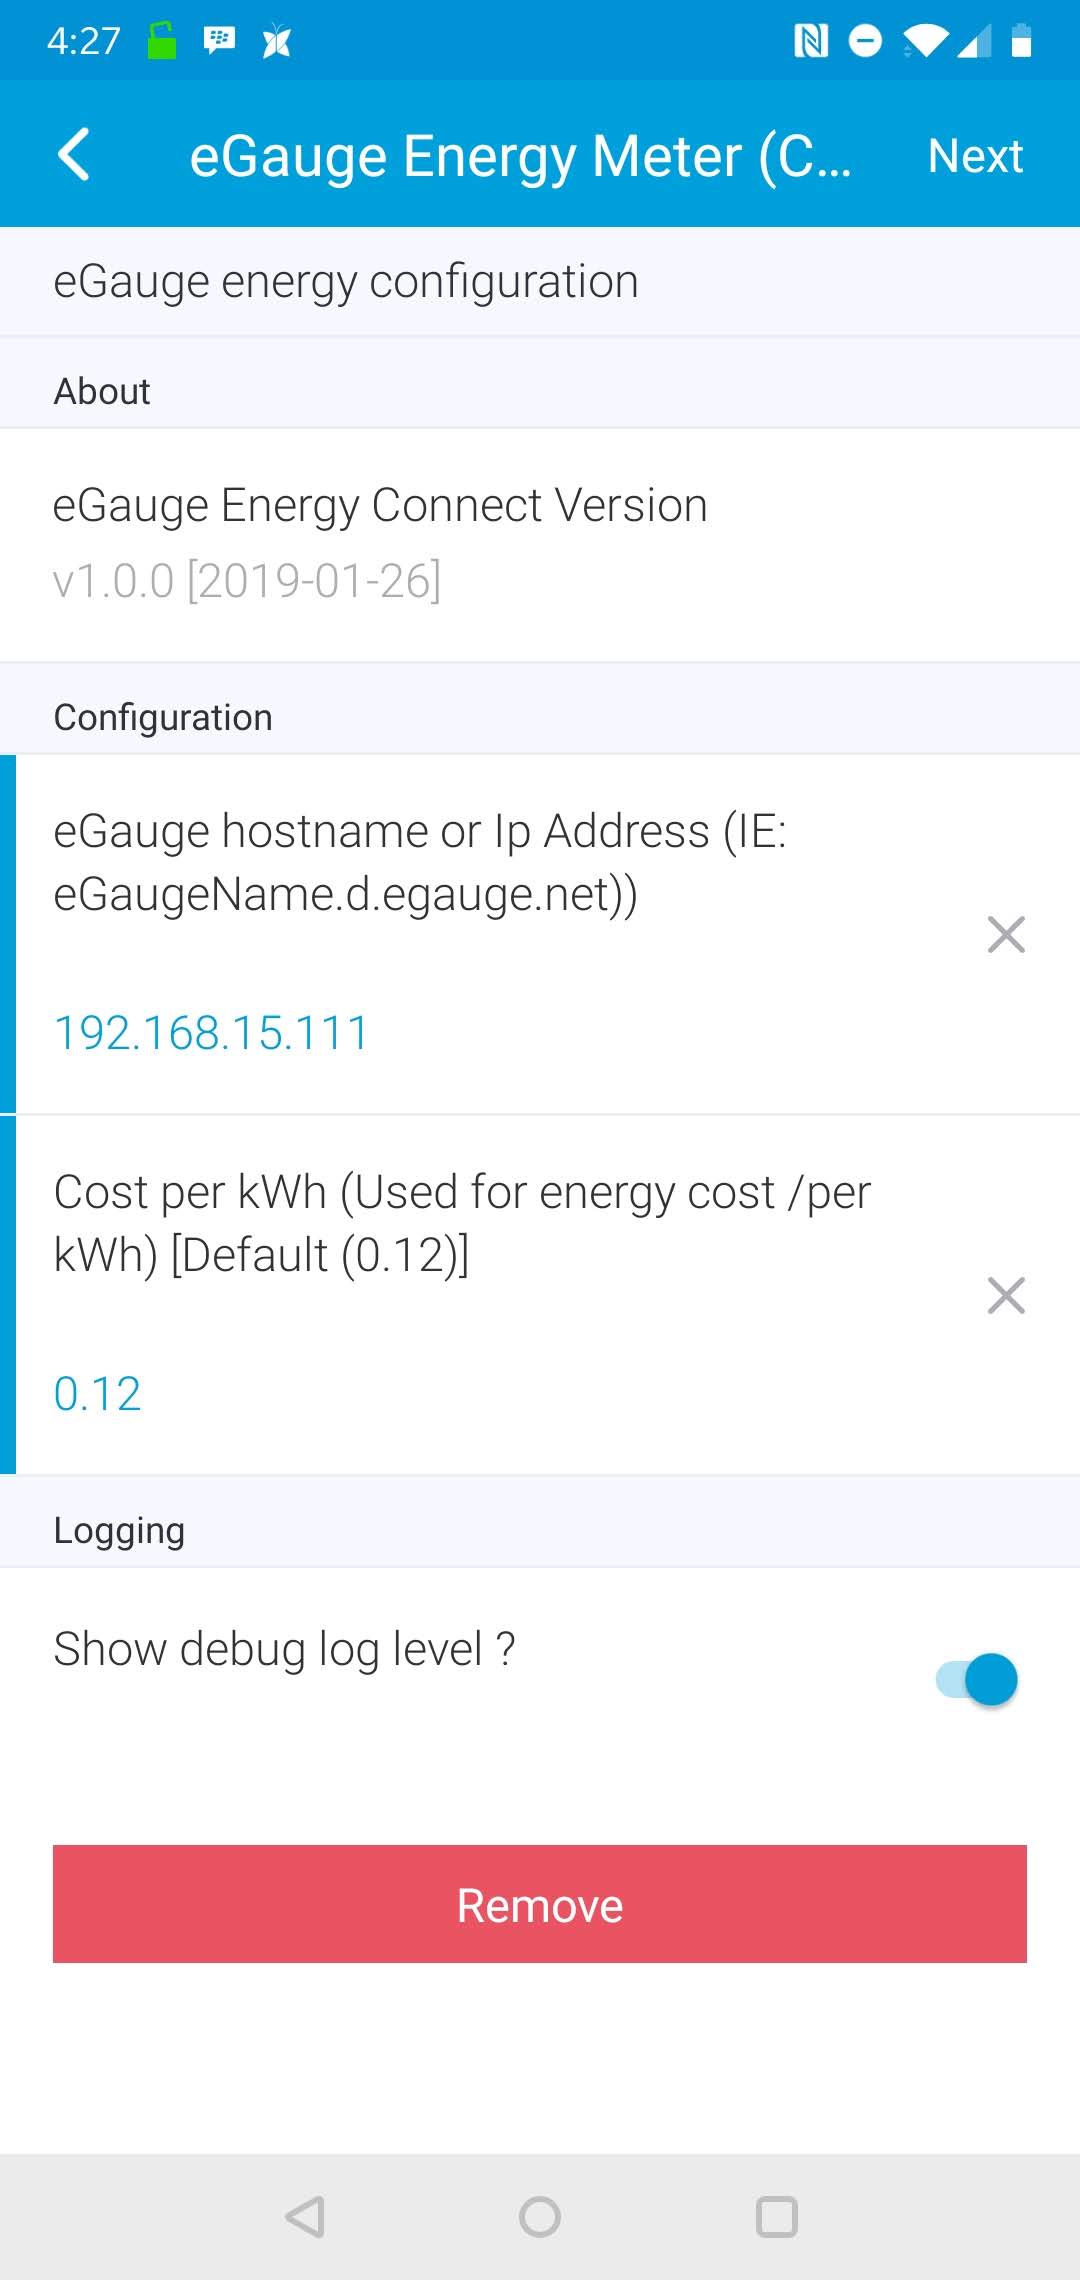 4:27
eGauge Energy Meter (C...
Next
eGauge energy configuration
About
eGauge Energy Connect Version
v1.0.0 [2019-01-26]
Configuration
eGauge hostname or Ip Address (IE:
eGaugeName.d.egauge.net))
192.168.15.111
Cost per kWh (Used for energy cost /per
kWh) [Default (0.12)]
0.12
Logging
Show debug log level ?
Remove